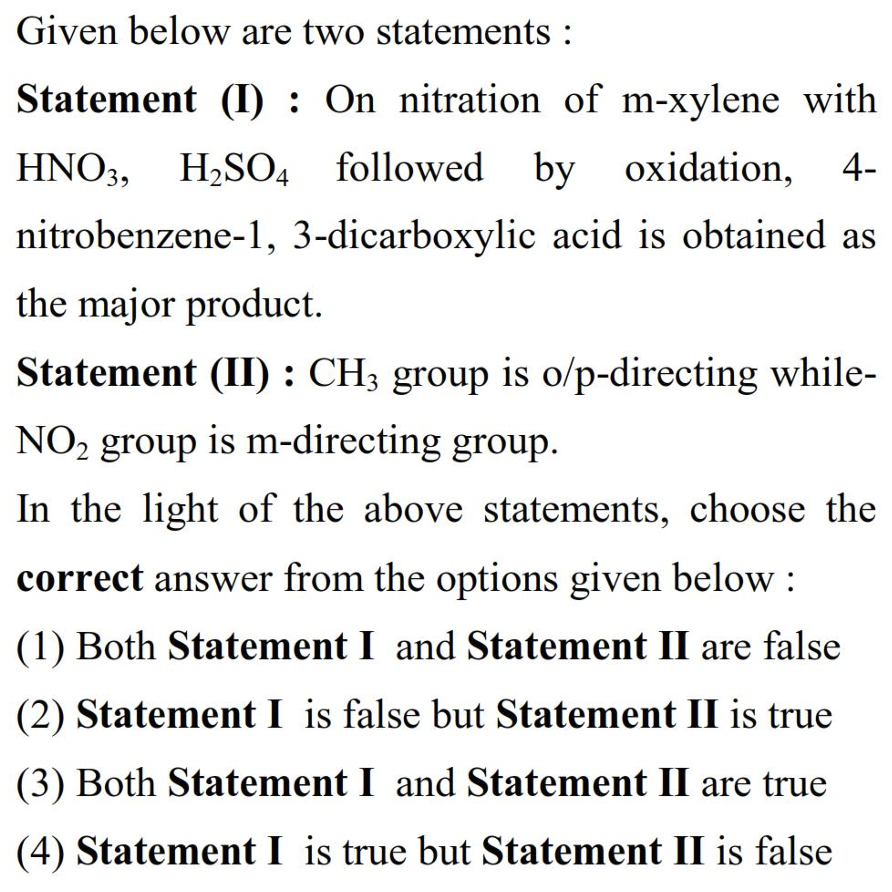 Given below are two statements :
Statement (I) : On nitration of m-xylene with
HNO₃, H₂SO₄ followed by oxidation, 4-
nitrobenzene-1, 3-dicarboxylic acid is obtained as
the major product.
Statement (II) : CH₃ group is o/p-directing while-
NO₂ group is m-directing group.
In the light of the above statements, choose the
correct answer from the options given below :
(1) Both Statement I and Statement II are false
(2) Statement I is false but Statement II is true
(3) Both Statement I and Statement II are true
(4) Statement I is true but Statement II is false